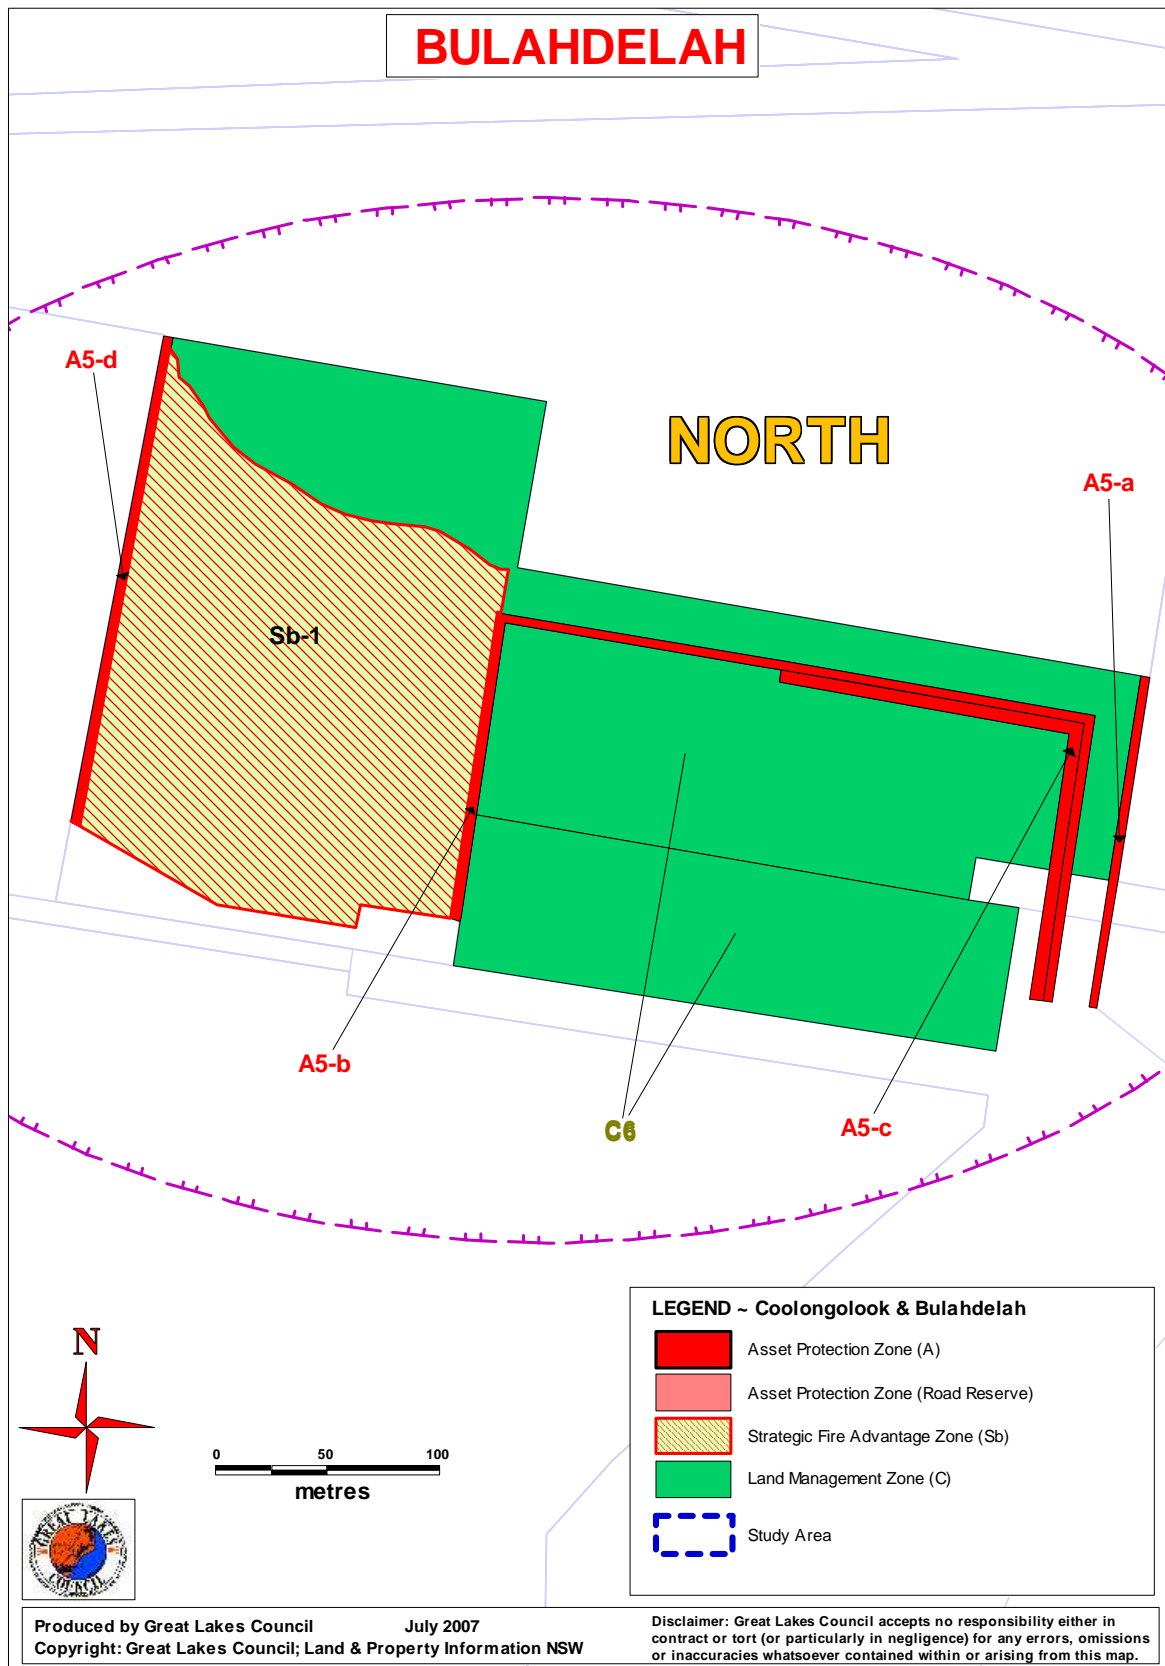 BULAHDELAH
A5-d
NORTH
A5-a
Sb-1
A5-b
C6
A5-c
LEGEND ~ Coolongolook & Bulahdelah
Asset Protection Zone (A)
Asset Protection Zone (Road Reserve)
Strategic Fire Advantage Zone (Sb)
Land Management Zone (C)
Study Area
N
0 50 100
metres
GREAT LAKES
COUNCIL
Produced by Great Lakes Council July 2007
Copyright: Great Lakes Council; Land & Property Information NSW
Disclaimer: Great Lakes Council accepts no responsibility either in
contract or tort (or particularly in negligence) for any errors, omissions
or inaccuracies whatsoever contained within or arising from this map.